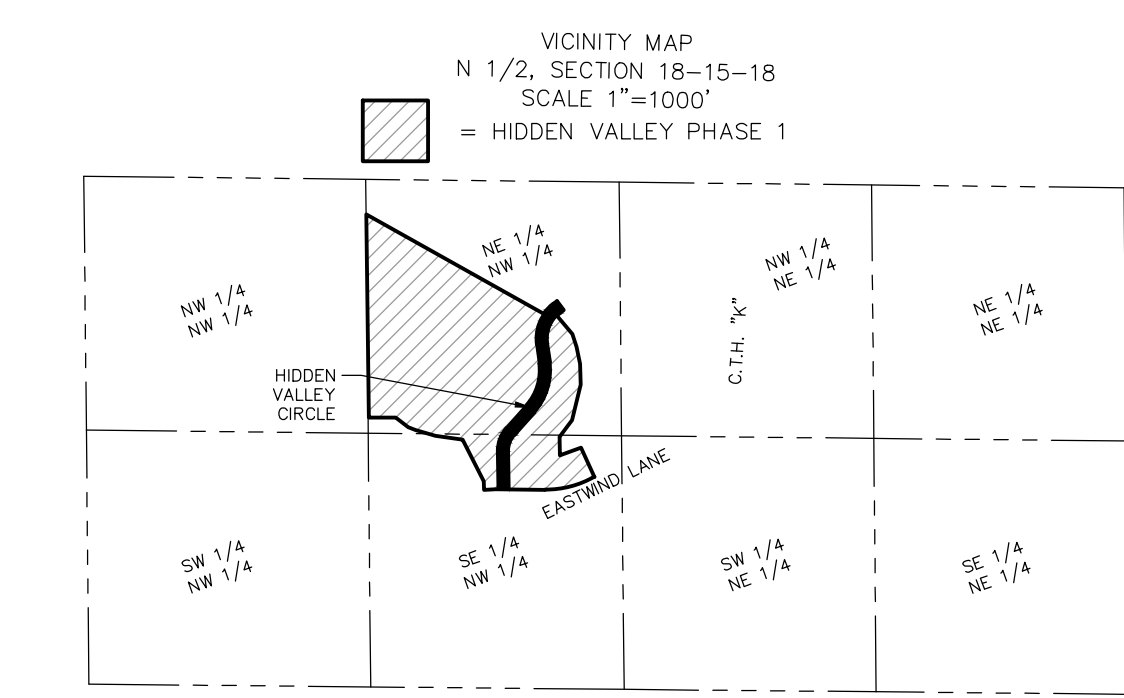 VICINITY MAP
N 1/2, SECTION 18-15-18
SCALE 1"=1000'
= HIDDEN VALLEY PHASE 1
NW 1/4
NW 1/4
NE 1/4
NW 1/4
NW 1/4
NE 1/4
NE 1/4
NE 1/4
C.T.H. "K"
HIDDEN
VALLEY
CIRCLE
EASTWIND LANE
SW 1/4
NW 1/4
SE 1/4
NW 1/4
SW 1/4
NE 1/4
SE 1/4
NE 1/4